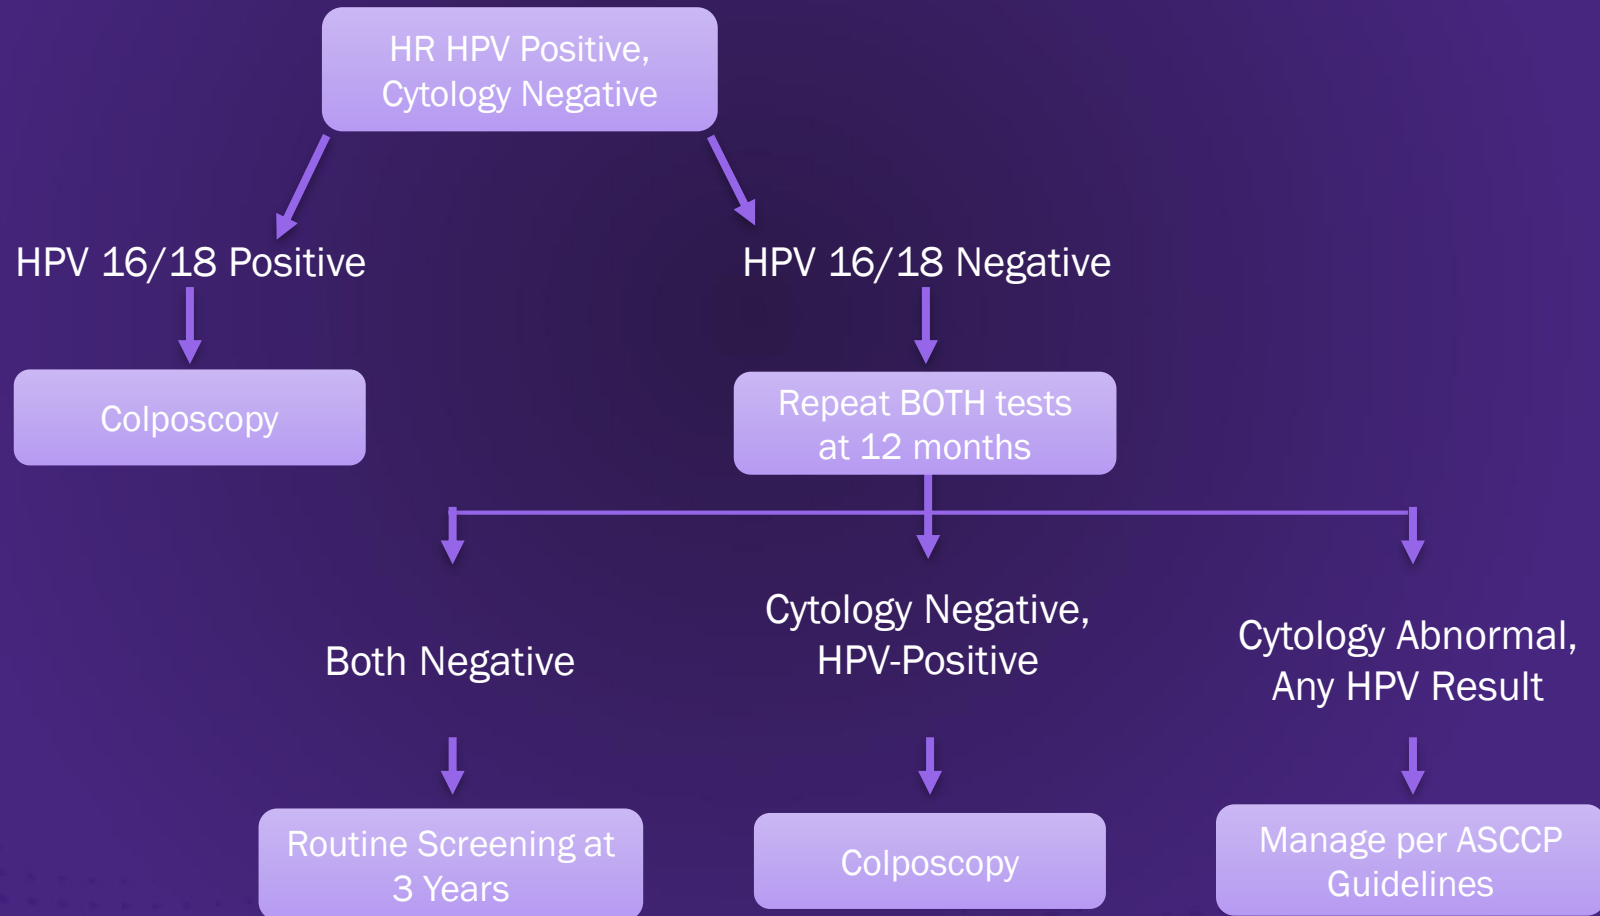 HR HPV Positive,
Cytology Negative
HPV 16/18 Positive
HPV 16/18 Negative
Colposcopy
Repeat BOTH tests
at 12 months
Both Negative
Cytology Negative,
HPV-Positive
Cytology Abnormal,
Any HPV Result
Routine Screening at
3 Years
Colposcopy
Manage per ASCCP
Guidelines